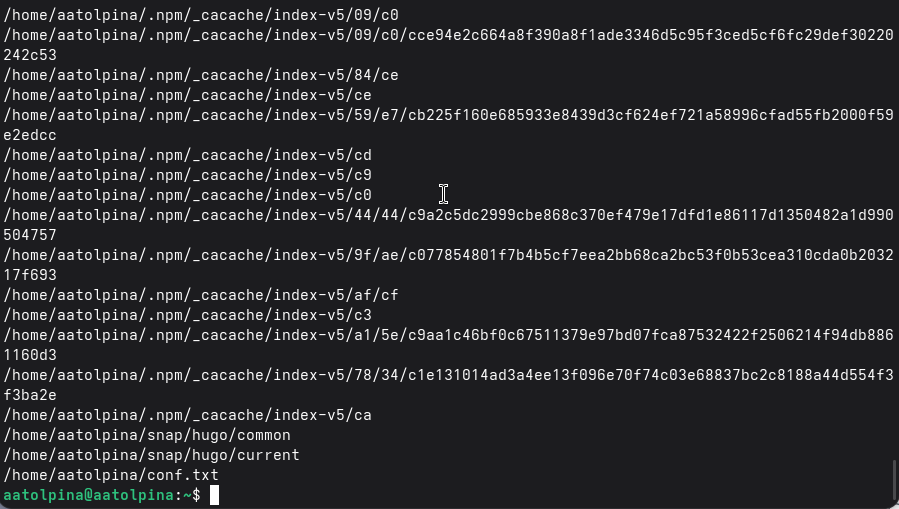 /home/aatolpina/.npm/_cacache/index-v5/09/c0
/home/aatolpina/.npm/_cacache/index-v5/09/c0/cce94e2c664a8f390a8f1ade3346d5c95f3ced5cf6fc29def30220
242c53
/home/aatolpina/.npm/_cacache/index-v5/84/ce
/home/aatolpina/.npm/_cacache/index-v5/ce
/home/aatolpina/.npm/_cacache/index-v5/59/e7/cb225f160e685933e8439d3cf624ef721a58996cfad55fb2000f59
e2edcc
/home/aatolpina/.npm/_cacache/index-v5/cd
/home/aatolpina/.npm/_cacache/index-v5/c9
/home/aatolpina/.npm/_cacache/index-v5/c0
/home/aatolpina/.npm/_cacache/index-v5/44/44/c9a2c5dc2999cbe868c370ef479e17dfd1e86117d1350482a1d990
504757
/home/aatolpina/.npm/_cacache/index-v5/9f/ae/c077854801f7b4b5cf7eea2bb68ca2bc53f0b53cea310cda0b2032
17f693
/home/aatolpina/.npm/_cacache/index-v5/af/cf
/home/aatolpina/.npm/_cacache/index-v5/c3
/home/aatolpina/.npm/_cacache/index-v5/a1/5e/c9aa1c46bf0c67511379e97bd07fca87532422f2506214f94db886
1160d3
/home/aatolpina/.npm/_cacache/index-v5/78/34/c1e131014ad3a4ee13f096e70f74c03e68837bc2c8188a44d554f3
f3ba2e
/home/aatolpina/.npm/_cacache/index-v5/ca
/home/aatolpina/snap/hugo/common
/home/aatolpina/snap/hugo/current
/home/aatolpina/conf.txt
aatolpina@aatolpina:~$